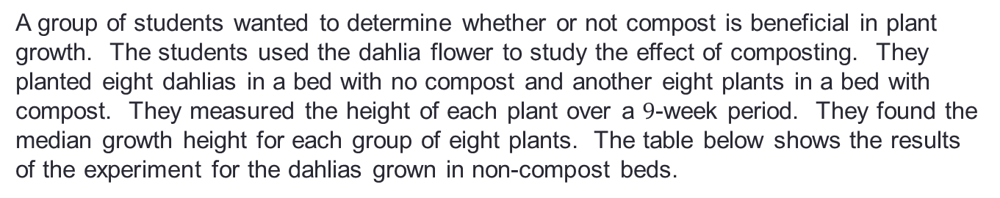 A group of students wanted to determine whether or not compost is beneficial in plant
growth. The students used the dahlia flower to study the effect of composting. They
planted eight dahlias in a bed with no compost and another eight plants in a bed with
compost. They measured the height of each plant over a 9-week period. They found the
median growth height for each group of eight plants. The table below shows the results
of the experiment for the dahlias grown in non-compost beds.